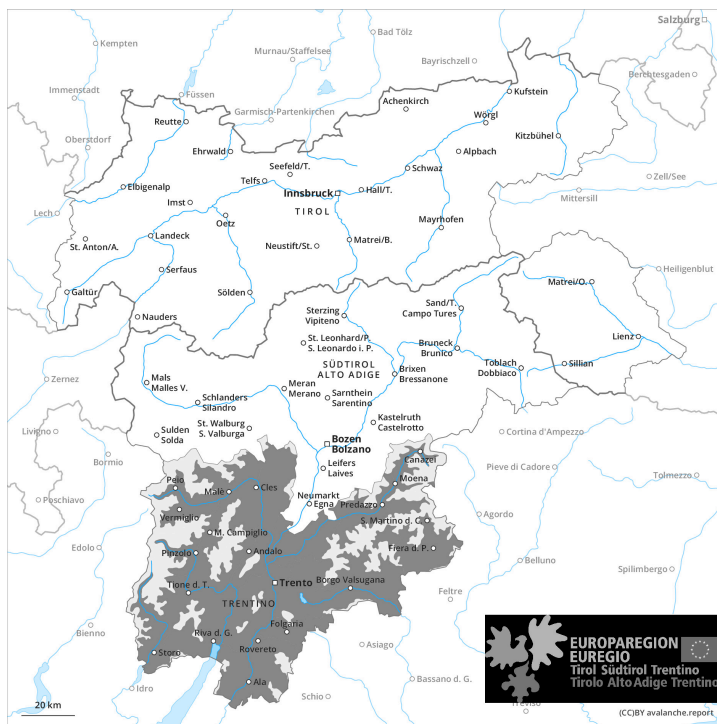 Salzburg
Kempten
Bad Tölz
Murnau/Staffelsee
Bayrischzell
Berchtesgaden
Immenstadt
Füssen
Kufstein
Achenkirch
Garmisch-Partenkirchen
Reutte
Wörgl
Oberstdorf
Ehrwald
Kitzbühel
Alpbach
Seefeld/T.
Schwaz
Telfs
Zell/See
Elbigenalp
Innsbruck
Hall/T.
Mittersill
Imst
TIROL
Lech
Oetz
Mayrhofen
Landeck
Matrei/B.
St. Anton/A.
Neustift/St.
Serfaus
Heiligenblut
Galtür
Sölden
Matrei/O.
Sand/T.
Campo Tures
Nauders
Sterzing
Vipiteno
Lienz
St. Leonhard/P.
S. Leonardo i. P.
Bruneck
Brunico
SÜDTIROL
ALTO ADIGE
Toblach
Dobbiaco
Sillian
Zernez
Mals
Malles V.
Brixen
Bressanone
Meran
Merano
Schlanders
Silandro
Sarnthein
Sarentino
St. Walburg
S. Valburga
Kastelruth
Castelrotto
Livigno
Sulden
Solda
Bozen
Bolzano
Cortina d'Ampezzo
Bormio
Canazei
Leifers
Laives
Pieve di Cadore
Tolmezzo
Peio
Moena
Malè
Cles
Neumarkt
Egna
Poschiavo
Predazzo
Vermiglio
S. Martino d. C.
Agordo
M. Campiglio
Edolo
Pinzolo
Andalo
Fiera d. P.
Belluno
Spilimbergo
Tione d. T.
Trento
Borgo Valsugana
Feltre
TRENTINO
Folgaria
Bienno
Riva d. G.
Rovereto
Asiago
Storo
Ala
Bassano d. G.
Idro
Schio
Treviso
EUROPAREGION
EUREGIO
Tirol Südtirol Trentino
Tirolo Alto Adige Trentino
20 km
(CC)BY avalanche.report